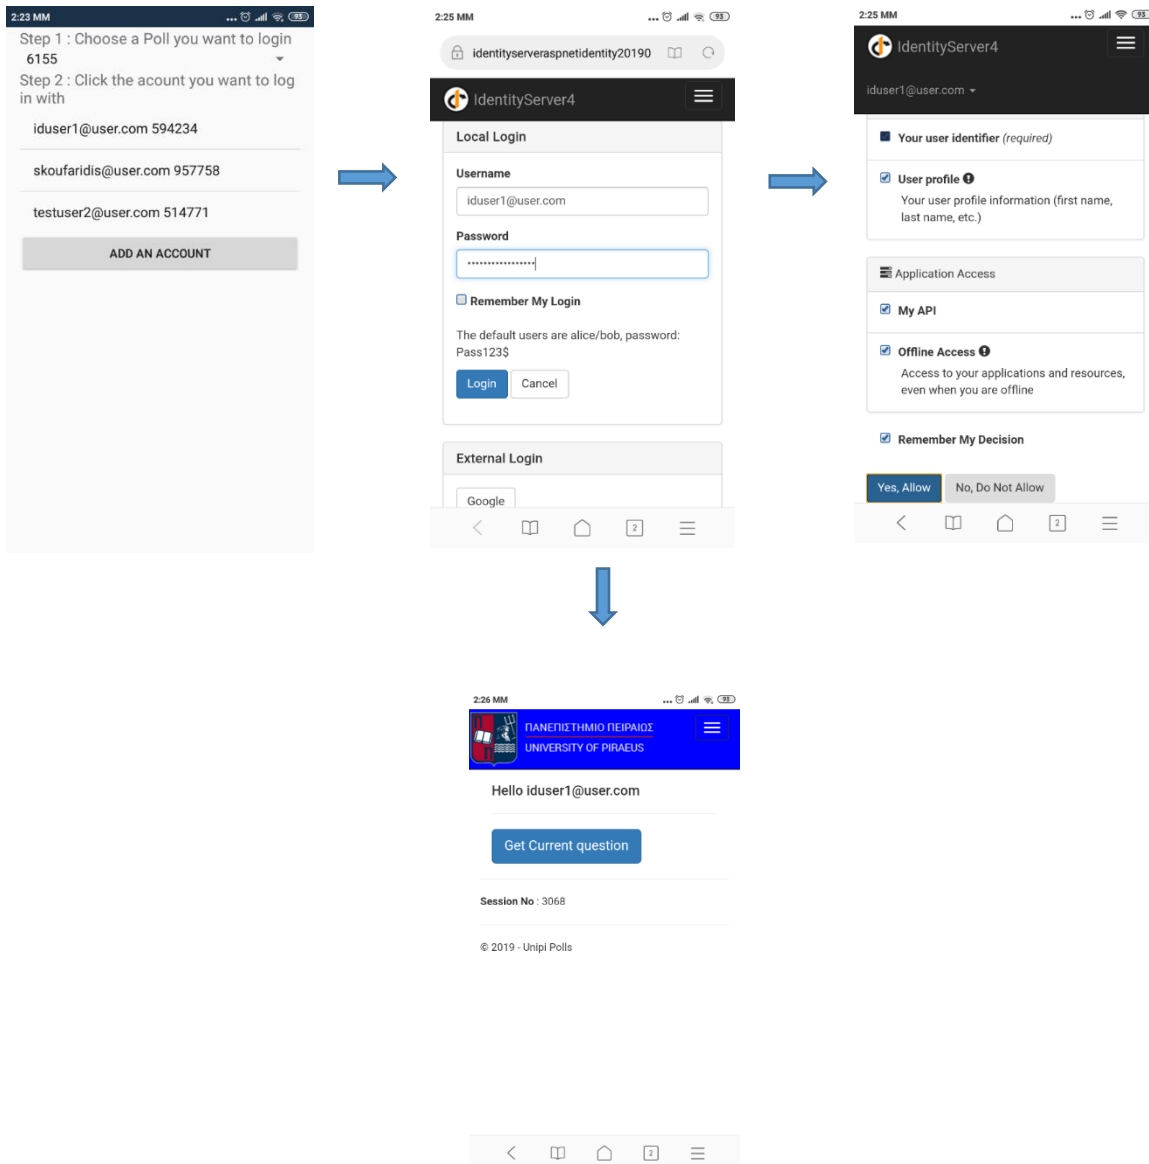 2:23 MM
... 93
Step 1 : Choose a Poll you want to login
6155
Step 2 : Click the acount you want to log
in with
iduser1@user.com 594234
skoufaridis@user.com 957758
testuser2@user.com 514771
ADD AN ACCOUNT
2:25 MM
... 93
identityserveraspnetidentity20190
IdentityServer4
Local Login
Username
iduser1@user.com
Password
•••••••••••••••••
Remember My Login
The default users are alice/bob, password:
Pass123$
Login Cancel
External Login
Google
2
2:25 MM
... 93
IdentityServer4
iduser1@user.com
Your user identifier (required)
User profile
Your user profile information (first name,
last name, etc.)
Application Access
My API
Offline Access
Access to your applications and resources,
even when you are offline
Remember My Decision
Yes, Allow No, Do Not Allow
2
2:26 MM
... 93
ΠΑΝΕΠΙΣΤΗΜΙΟ ΠΕΙΡΑΙΩΣ
UNIVERSITY OF PIRAEUS
Hello iduser1@user.com
Get Current question
Session No : 3068
© 2019 - Unipi Polls
2